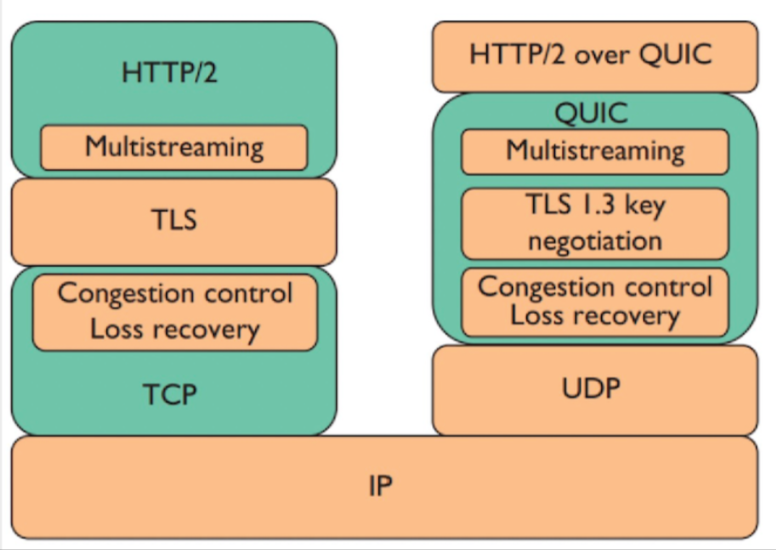 HTTP/2
Multistreaming
TLS
Congestion control
Loss recovery
TCP
HTTP/2 over QUIC
QUIC
Multistreaming
TLS 1.3 key
negotiation
Congestion control
Loss recovery
UDP
IP